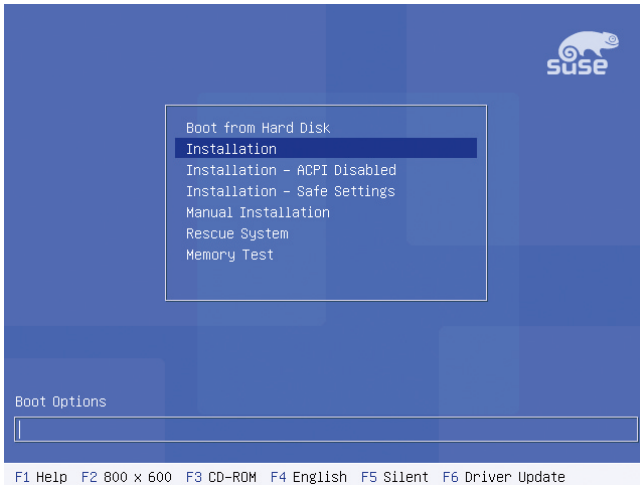 suse
Boot from Hard Disk
Installation
Installation - ACPI Disabled
Installation - Safe Settings
Manual Installation
Rescue System
Memory Test
Boot Options
F1 Help F2 800 x 600 F3 CD-ROM F4 English F5 Silent F6 Driver Update